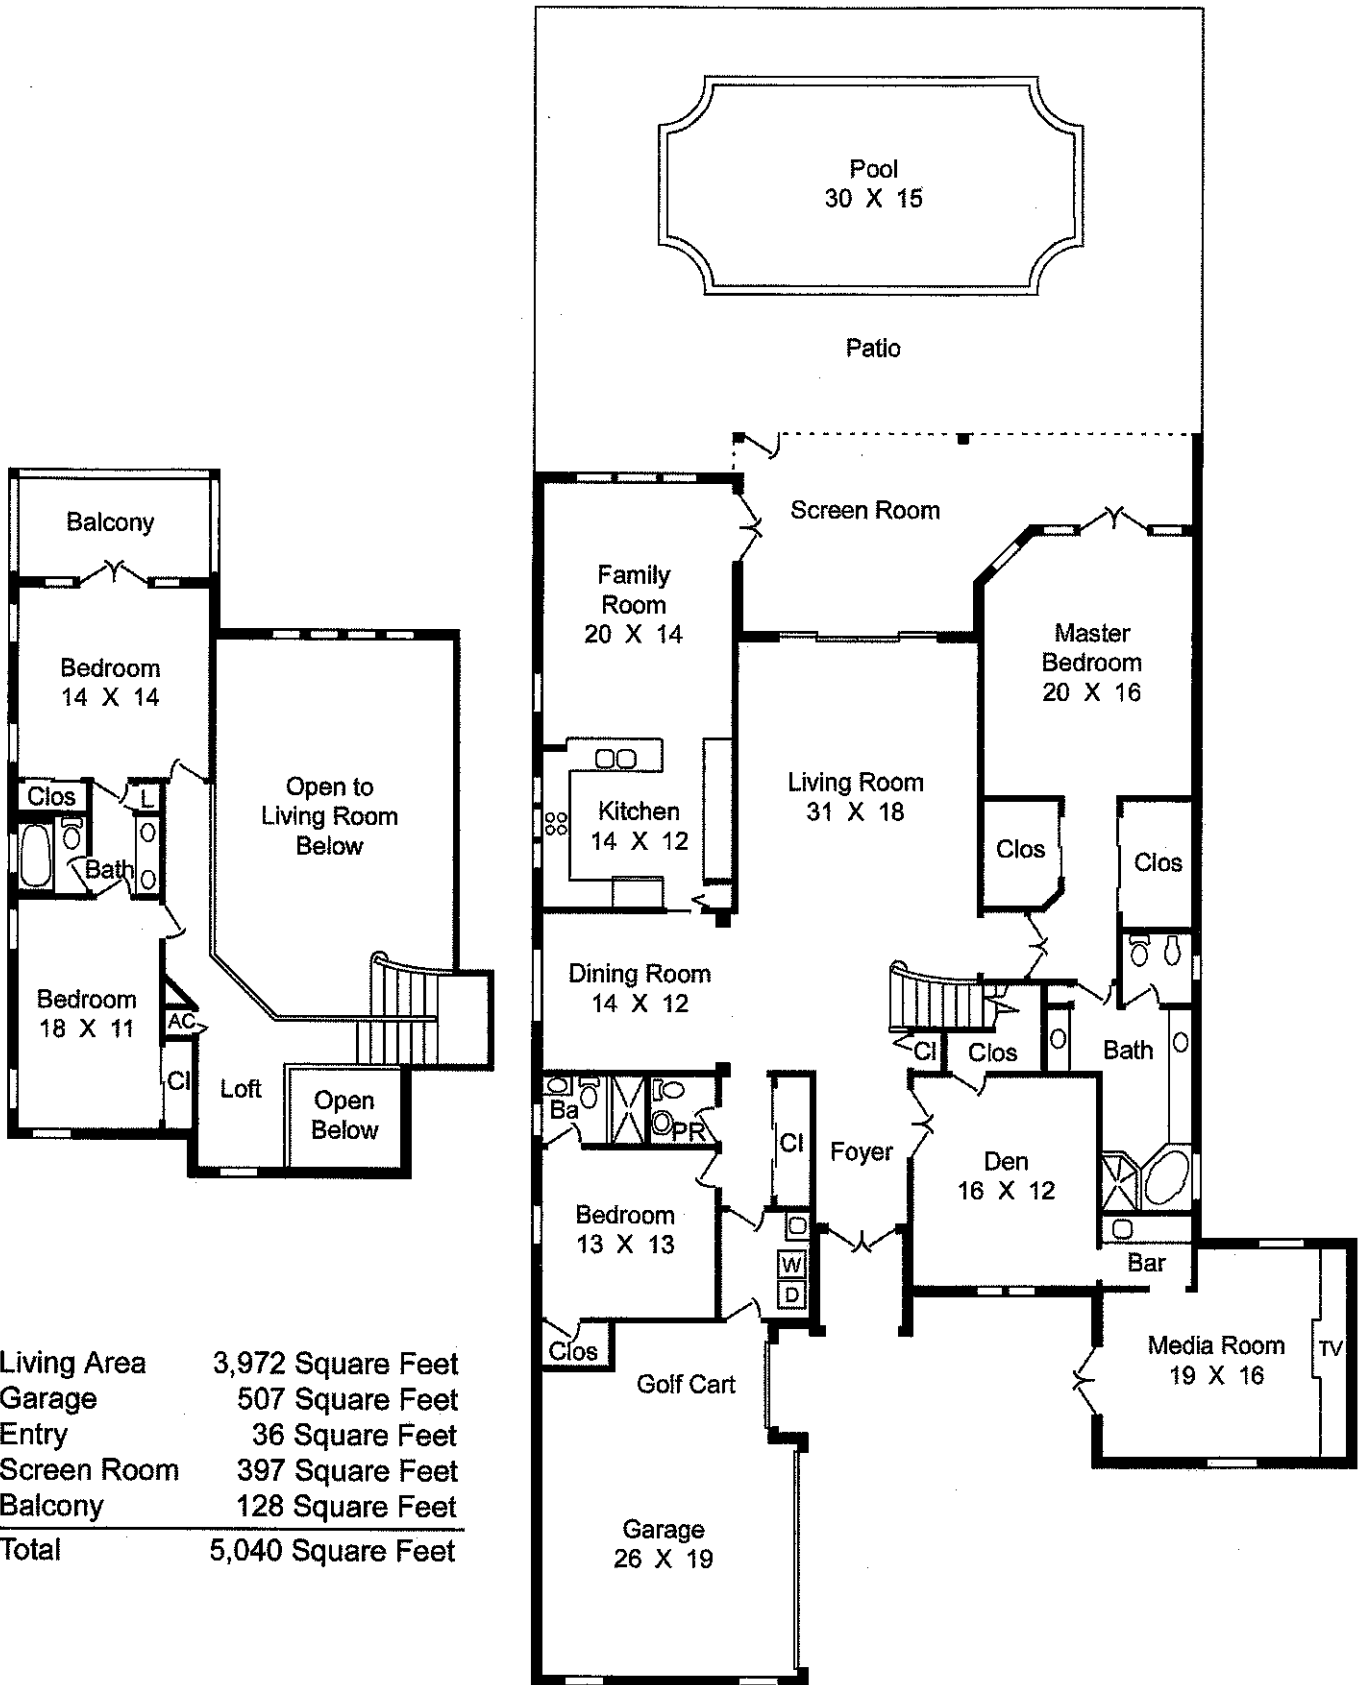 Pool
30 X 15
Patio
Balcony
Bedroom
14 X 14
Clos
L
Bath
Bedroom
18 X 11
AC
Cl
Loft
Open to
Living Room
Below
Open
Below
Screen Room
Family
Room
20 X 14
Master
Bedroom
20 X 16
Kitchen
14 X 12
Living Room
31 X 18
Clos
Clos
Dining Room
14 X 12
Cl
Clos
Bath
Ba
PR
Cl
Foyer
Den
16 X 12
Bedroom
13 X 13
W
D
Bar
Clos
Golf Cart
Media Room
19 X 16
TV
Garage
26 X 19
Living Area 3,972 Square Feet
Garage 507 Square Feet
Entry 36 Square Feet
Screen Room 397 Square Feet
Balcony 128 Square Feet
Total 5,040 Square Feet